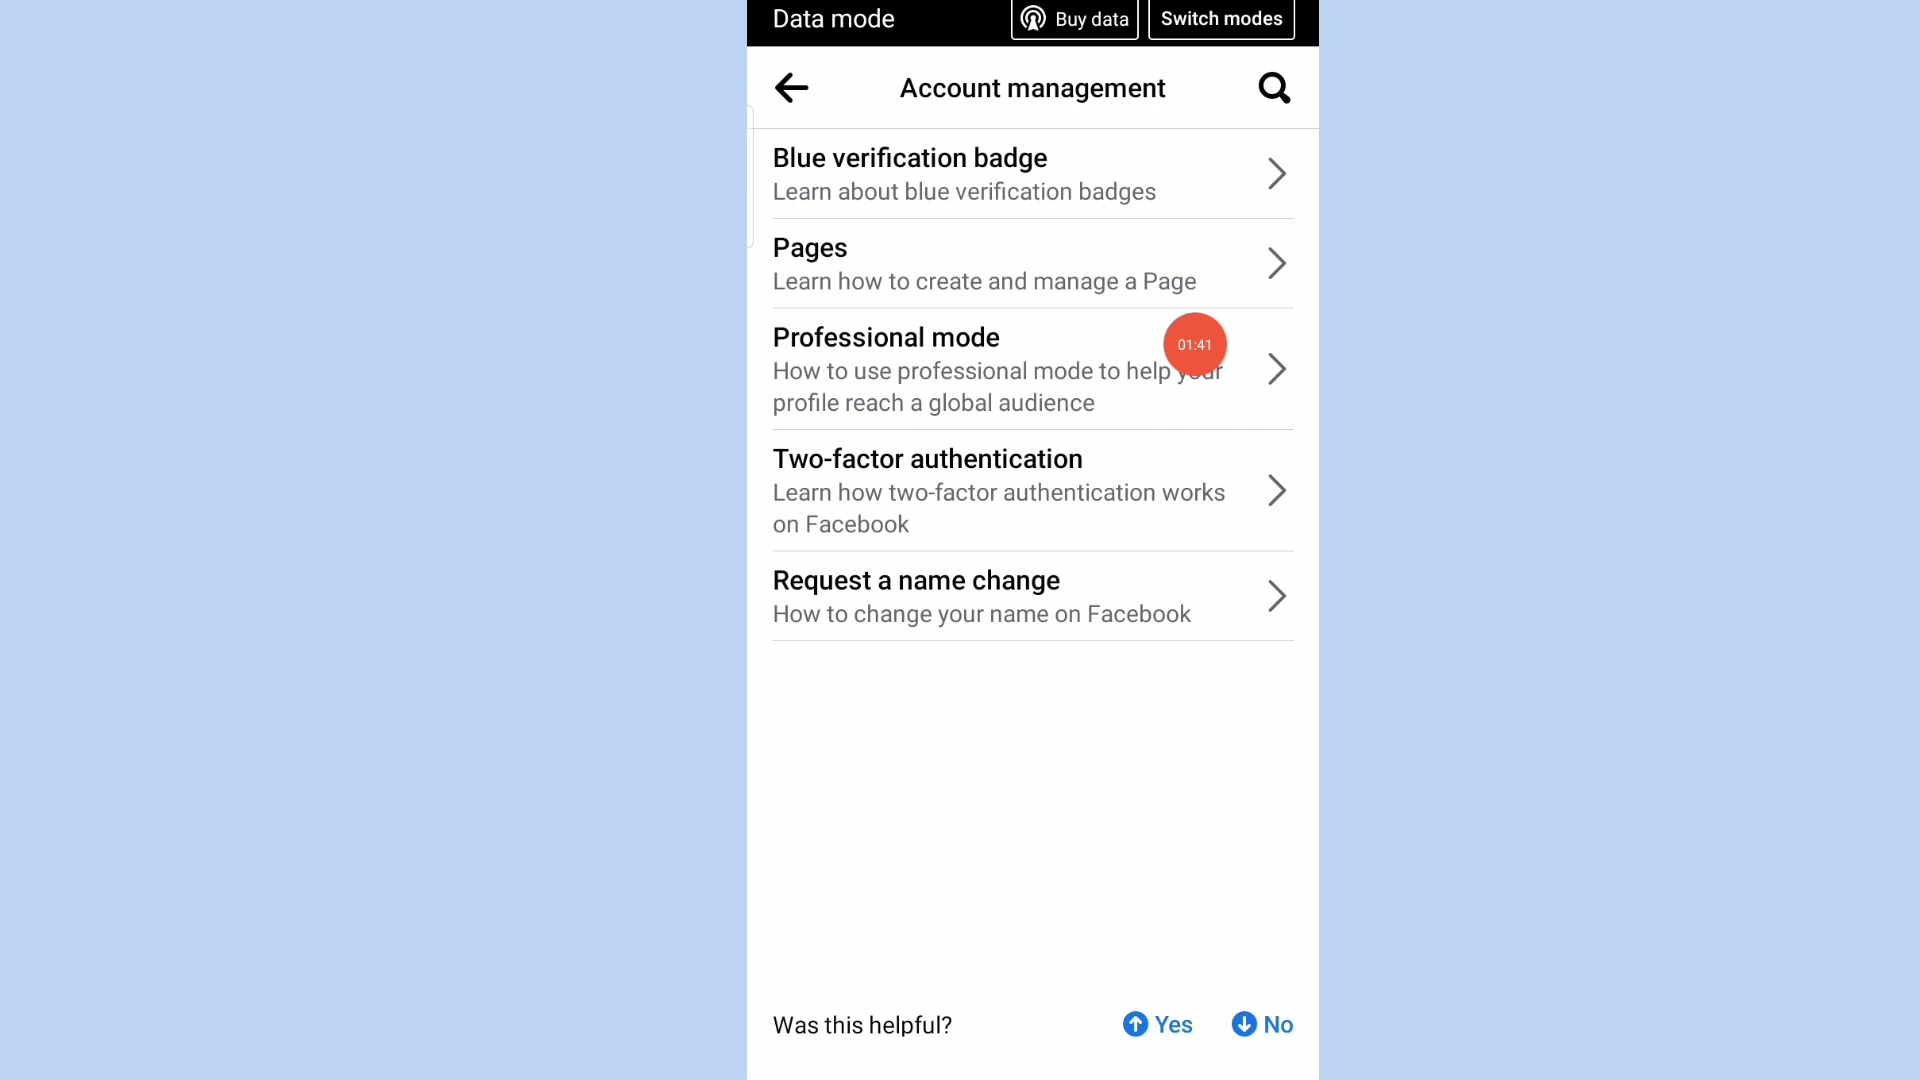 Data mode
Buy data
Switch modes
Account management
Blue verification badge
Learn about blue verification badges
Pages
Learn how to create and manage a Page
Professional mode
01:41
How to use professional mode to help your
profile reach a global audience
Two-factor authentication
Learn how two-factor authentication works
on Facebook
Request a name change
How to change your name on Facebook
Was this helpful?
Yes
No